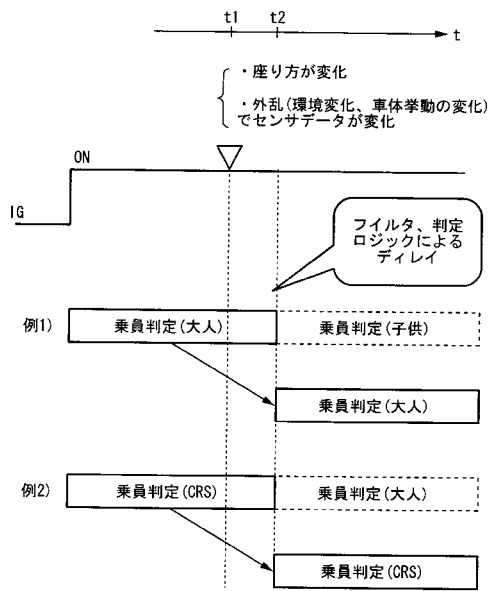 t1 t2
t
・座り方が変化
・外乱(環境変化、車体挙動の変化)
でセンサデータが変化
ON
IG
フイルタ、判定
ロジックによる
ディレイ
例1) 乗員判定(大人) 乗員判定(子供)
乗員判定(大人)
例2) 乗員判定(CRS) 乗員判定(大人)
乗員判定(CRS)